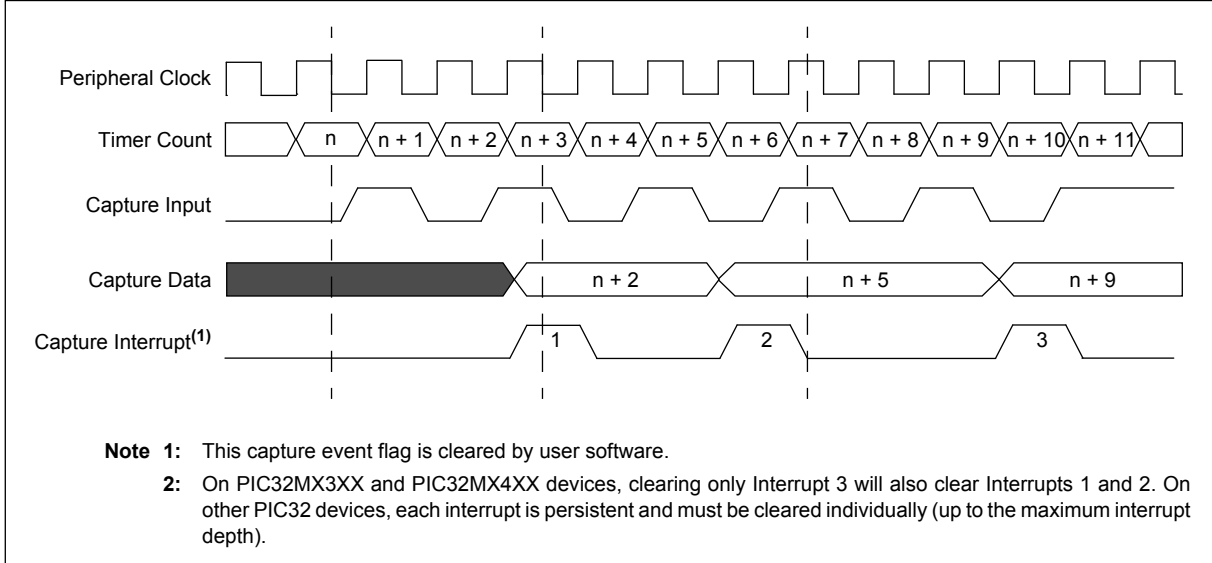 Peripheral Clock
Timer Count
n
n + 1
n + 2
n + 3
n + 4
n + 5
n + 6
n + 7
n + 8
n + 9
n + 10
n + 11
Capture Input
Capture Data
n + 2
n + 5
n + 9
Capture Interrupt(1)
1
2
3
Note 1: This capture event flag is cleared by user software.
2: On PIC32MX3XX and PIC32MX4XX devices, clearing only Interrupt 3 will also clear Interrupts 1 and 2. On
other PIC32 devices, each interrupt is persistent and must be cleared individually (up to the maximum interrupt
depth).